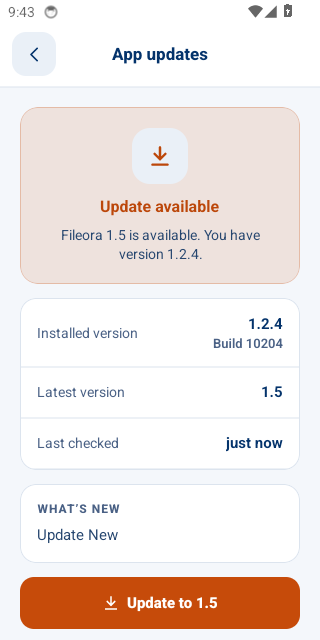 9:43
App updates
Update available
Fileora 1.5 is available. You have
version 1.2.4.
Installed version
1.2.4
Build 10204
Latest version
1.5
Last checked
just now
WHAT'S NEW
Update New
Update to 1.5